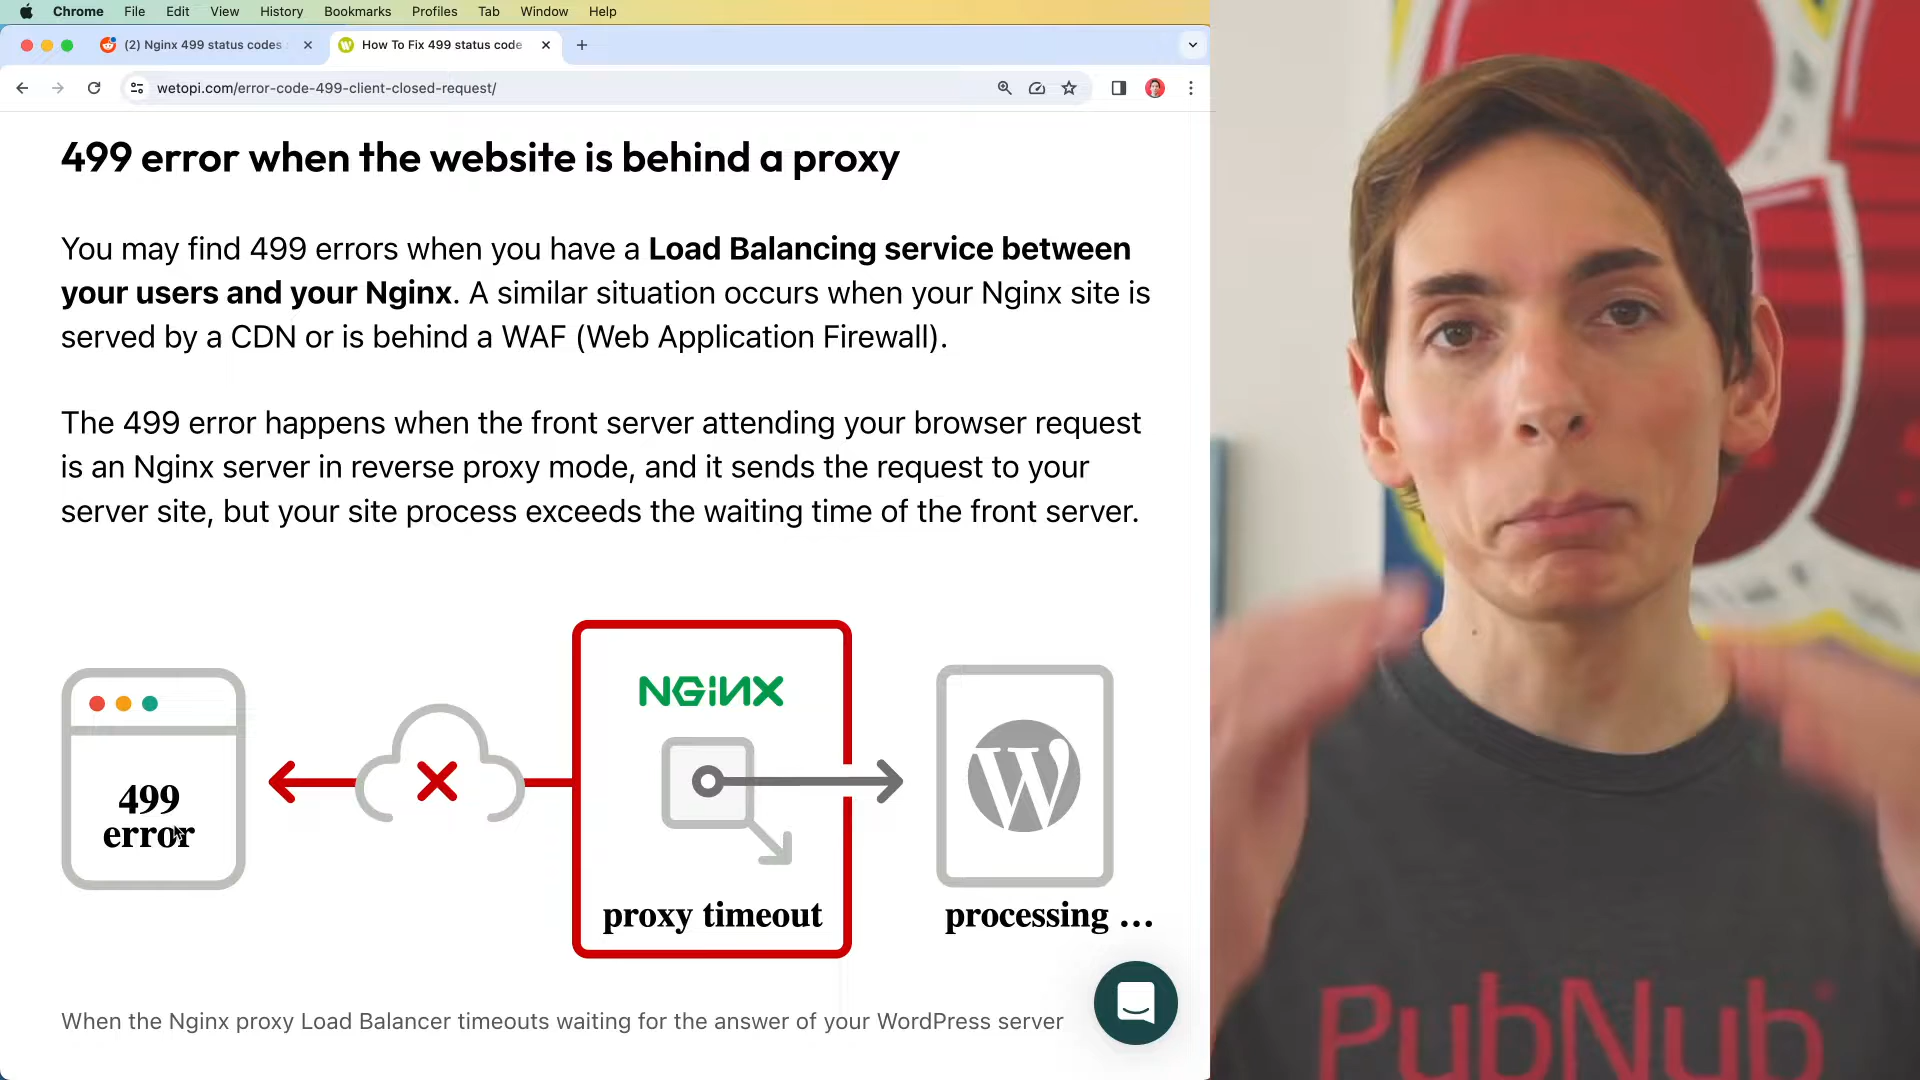 Chrome File Edit View History Bookmarks Profiles Tab Window Help
(2) Nginx 499 status codes
How To Fix 499 status code
wetopi.com/error-code-499-client-closed-request/
499 error when the website is behind a proxy
You may find 499 errors when you have a Load Balancing service between
your users and your Nginx. A similar situation occurs when your Nginx site is
served by a CDN or is behind a WAF (Web Application Firewall).
The 499 error happens when the front server attending your browser request
is an Nginx server in reverse proxy mode, and it sends the request to your
server site, but your site process exceeds the waiting time of the front server.
499
error
NGiNX
proxy timeout
W
processing ...
When the Nginx proxy Load Balancer timeouts waiting for the answer of your WordPress server
PubNub